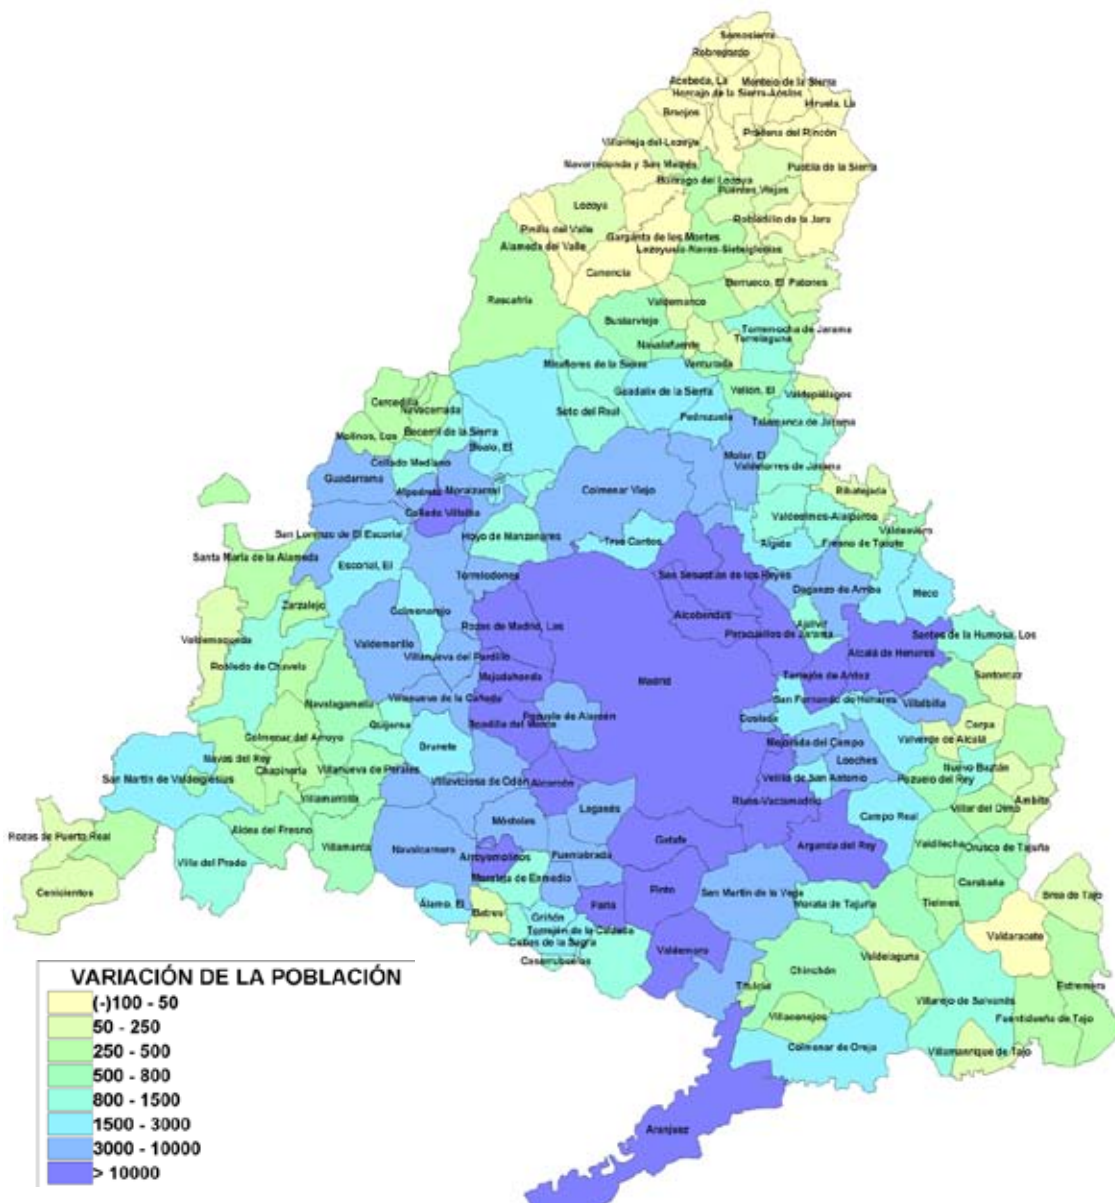 Somosierra
Robregordo
Acebeda, La
Montejo de la Sierra
Horcajo de la Sierra-Aoslos
Hiruela, La
Braojos
Prádena del Rincón
Villavieja del Lozoya
Navarredonda y San Mamés
Puebla de la Sierra
Buitrago del Lozoya
Puentes Viejas
Lozoya
Robledillo de la Jara
Pinilla del Valle
Garganta de los Montes
Alameda del Valle
Lozoyuela-Navas-Sieteiglesias
Canencia
Berrueco, El
Patones
Rascafría
Valdemanco
Bustarviejo
Torremocha de Jarama
Torrelaguna
Navalafuente
Miraflores de la Sierra
Venturada
Guadalix de la Sierra
Vellón, El
Valdepiélagos
Cercedilla
Navacerrada
Soto del Real
Pedrezuela
Talamanca de Jarama
Molinos, Los
Becerril de la Sierra
Boalo, El
Molar, El
Collado Mediano
Valdetorres de Jarama
Guadarrama
Alpedrete
Moralzarzal
Colmenar Viejo
Ribatejada
Collado Villalba
Valdeolmos-Alalpardo
Valdeavero
San Lorenzo de El Escorial
Hoyo de Manzanares
Tres Cantos
Algete
Fresno de Torote
Santa María de la Alameda
Escorial, El
Torrelodones
San Sebastián de los Reyes
Daganzo de Arriba
Meco
Zarzalejo
Colmenarejo
Alcobendas
Ajalvir
Valdemaqueda
Valdemorillo
Rozas de Madrid, Las
Paracuellos de Jarama
Santos de la Humosa, Los
Robledo de Chavela
Villanueva del Pardillo
Alcalá de Henares
Majadahonda
Madrid
Torrejón de Ardoz
Santorcaz
Navalagamella
Villanueva de la Cañada
San Fernando de Henares
Villalbilla
Quijorna
Boadilla del Monte
Pozuelo de Alarcón
Coslada
Corpa
Colmenar del Arroyo
Brunete
Mejorada del Campo
Valverde de Alcalá
Navas del Rey
Loeches
San Martín de Valdeiglesias
Chapinería
Villanueva de Perales
Villaviciosa de Odón
Alcorcón
Velilla de San Antonio
Pozuelo del Rey
Nuevo Baztán
Villamantilla
Leganés
Rivas-Vaciamadrid
Villar del Olmo
Ambite
Rozas de Puerto Real
Aldea del Fresno
Móstoles
Campo Real
Villa del Prado
Villamanta
Navalcarnero
Arroyomolinos
Fuenlabrada
Getafe
Arganda del Rey
Valdilecha
Orusco de Tajuña
Cenicientos
Moraleja de Enmedio
Pinto
San Martín de la Vega
Carabaña
Álamo, El
Batres
Griñón
Parla
Morata de Tajuña
Tielmes
Brea de Tajo
Torrejón de la Calzada
Cubas de la Sagra
Casarrubuelos
Valdemoro
Valdelaguna
Valdaracete
Chinchón
Titulcia
Estremera
Villaconejos
Villarejo de Salvanés
Fuentidueña de Tajo
Colmenar de Oreja
Villamanrique de Tajo
Aranjuez
VARIACIÓN DE LA POBLACIÓN
(-)100 - 50
50 - 250
250 - 500
500 - 800
800 - 1500
1500 - 3000
3000 - 10000
> 10000